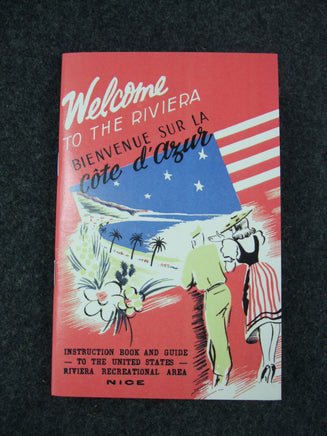 Welcome
TO THE RIVIERA
BIENVENUE SUR LA
côte d'azur
INSTRUCTION BOOK AND GUIDE
— TO THE UNITED STATES —
RIVIERA RECREATIONAL AREA
NICE